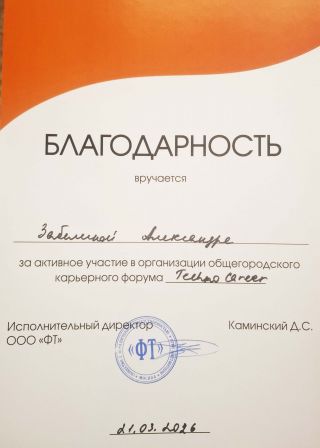 БЛАГОДАРНОСТЬ
вручается
Забелиной Александре
за активное участие в организации общегородского
карьерного форума Techno Career
Исполнительный директор Каминский Д.С.
ООО «ФТ»
«ФТ»
21.03.2026